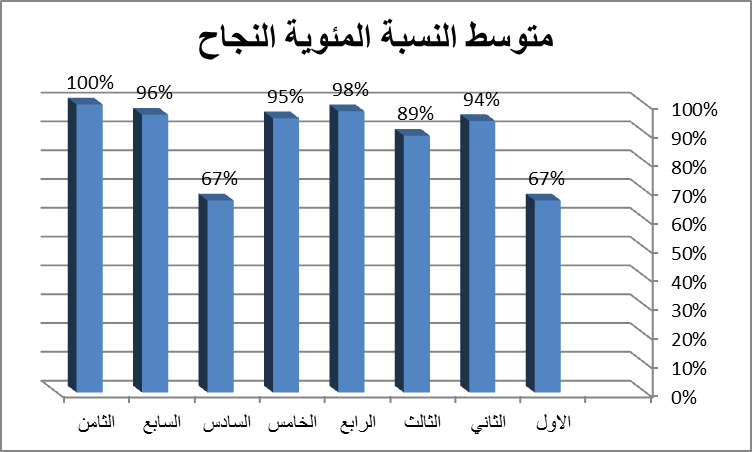 متوسط النسبة المئوية النجاح
100%
96%
67%
95%
98%
89%
94%
67%
100%
90%
80%
70%
60%
50%
40%
30%
20%
10%
0%
الاول
الثاني
الثالث
الرابع
الخامس
السادس
السابع
الثامن